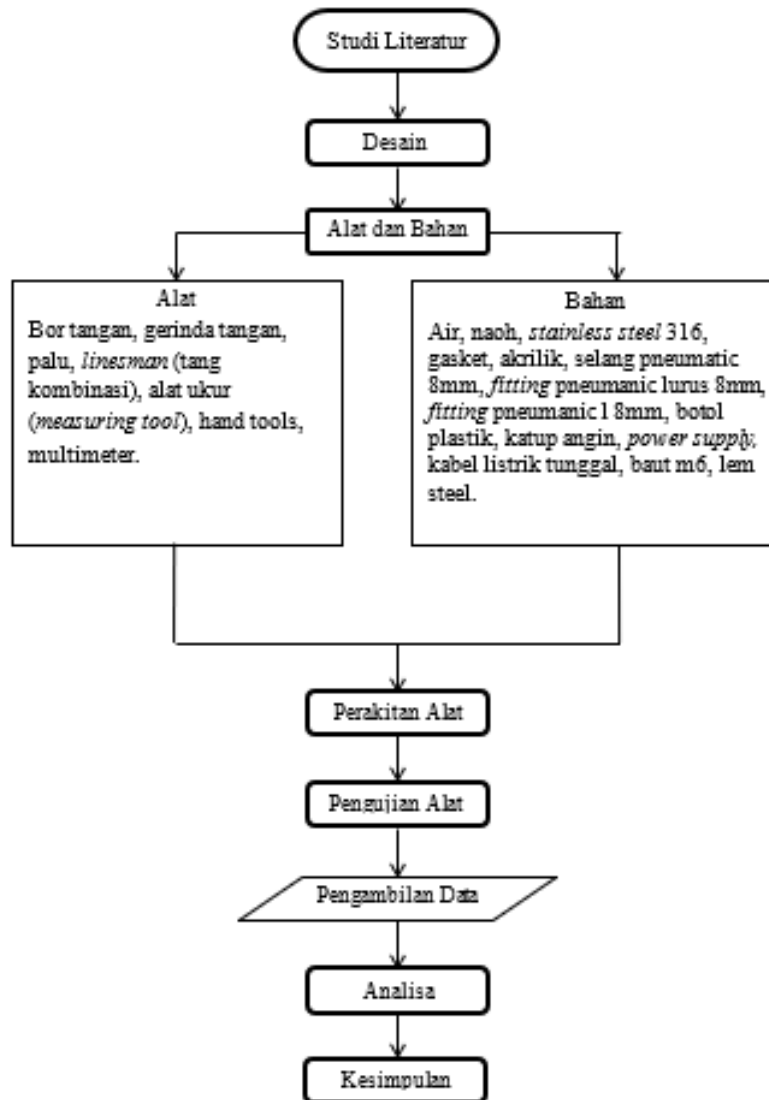 Studi Literatur
Desain
Alat dan Bahan
Alat
Bor tangan, gerinda tangan,
palu, linesman (tang
kombinasi), alat ukur
(measuring tool), hand tools,
multimeter.
Bahan
Air, naoh, stainless steel 316,
gasket, akrilik, selang pneumatic
8mm, fitting pneumanic lurus 8mm,
fitting pneumanic l 8mm, botol
plastik, katup angin, power supply,
kabel listrik tunggal, baut m6, lem
steel.
Perakitan Alat
Pengujian Alat
Pengambilan Data
Analisa
Kesimpulan